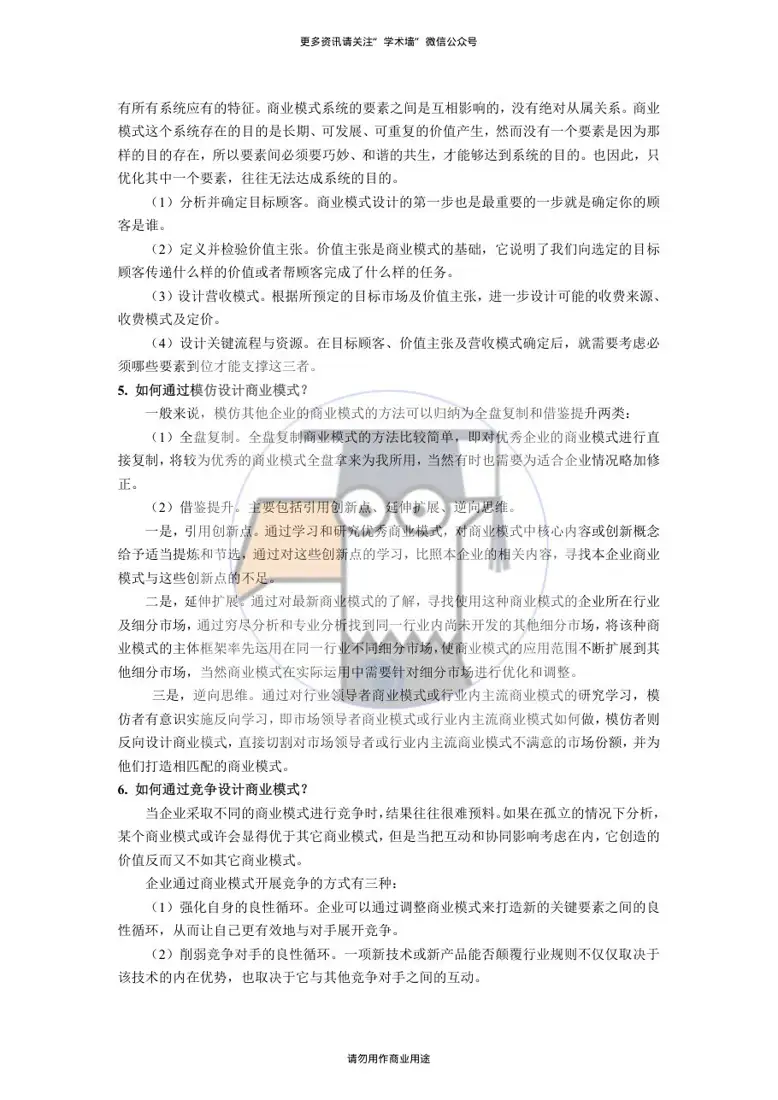 更多资讯请关注“学术墙”微信公众号
有所有系统应有的特征。商业模式系统的要素之间是互相影响的，没有绝对从属关系。商业
模式这个系统存在的目的是长期、可发展、可重复的价值产生，然而没有一个要素是因为那
样的目的存在，所以要素间必须要巧妙、和谐的共生，才能够达到系统的目的。也因此，只
优化其中一个要素，往往无法达成系统的目的。
（1）分析并确定目标顾客。商业模式设计的第一步也是最重要的一步就是确定你的顾
客是谁。
（2）定义并检验价值主张。价值主张是商业模式的基础，它说明了我们向选定的目标
顾客传递什么样的价值或者帮顾客完成了什么样的任务。
（3）设计营收模式。根据所预定的目标市场及价值主张，进一步设计可能的收费来源、
收费模式及定价。
（4）设计关键流程与资源。在目标顾客、价值主张及营收模式确定后，就需要考虑必
须哪些要素到位才能支撑这三者。
5. 如何通过模仿设计商业模式？
一般来说，模仿其他企业的商业模式的方法可以归纳为全盘复制和借鉴提升两类：
（1）全盘复制。全盘复制商业模式的方法比较简单，即对优秀企业的商业模式进行直
接复制，将较为优秀的商业模式全盘拿来为我所用，当然有时也需要为适合企业情况略加修
正。
（2）借鉴提升。主要包括引用创新点、延伸扩展、逆向思维。
一是，引用创新点。通过学习和研究优秀商业模式，对商业模式中核心内容或创新概念
给予适当提炼和节选，通过对这些创新点的学习，比照本企业的相关内容，寻找本企业商业
模式与这些创新点的不足。
二是，延伸扩展。通过对最新商业模式的了解，寻找使用这种商业模式的企业所在行业
及细分市场，通过穷尽分析和专业分析找到同一行业内尚未开发的其他细分市场，将该种商
业模式的主体框架率先运用在同一行业不同细分市场，使商业模式的应用范围不断扩展到其
他细分市场，当然商业模式在实际运用中需要针对细分市场进行优化和调整。
三是，逆向思维。通过对行业领导者商业模式或行业内主流商业模式的研究学习，模
仿者有意识实施反向学习，即市场领导者商业模式或行业内主流商业模式如何做，模仿者则
反向设计商业模式，直接切割对市场领导者或行业内主流商业模式不满意的市场份额，并为
他们打造相匹配的商业模式。
6. 如何通过竞争设计商业模式？
当企业采取不同的商业模式进行竞争时，结果往往很难预料。如果在孤立的情况下分析，
某个商业模式或许会显得优于其它商业模式，但是当把互动和协同影响考虑在内，它创造的
价值反而又不如其它商业模式。
企业通过商业模式开展竞争的方式有三种：
（1）强化自身的良性循环。企业可以通过调整商业模式来打造新的关键要素之间的良
性循环，从而让自己更有效地与对手展开竞争。
（2）削弱竞争对手的良性循环。一项新技术或新产品能否颠覆行业规则不仅仅取决于
该技术的内在优势，也取决于它与其他竞争对手之间的互动。
请勿用作商业用途